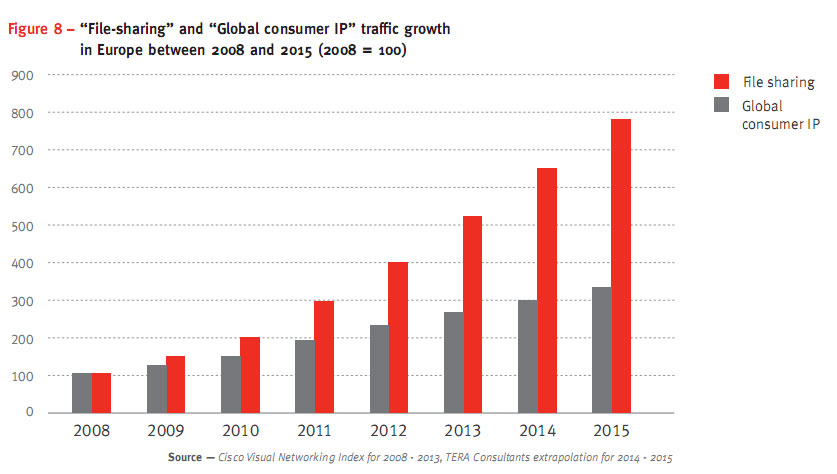 Figure 8 – “File-sharing” and “Global consumer IP” traffic growth
in Europe between 2008 and 2015 (2008 = 100)
900
800
700
600
500
400
300
200
100
0
2008 2009 2010 2011 2012 2013 2014 2015
File sharing
Global
consumer IP
Source — Cisco Visual Networking Index for 2008 - 2013, TERA Consultants extrapolation for 2014 - 2015